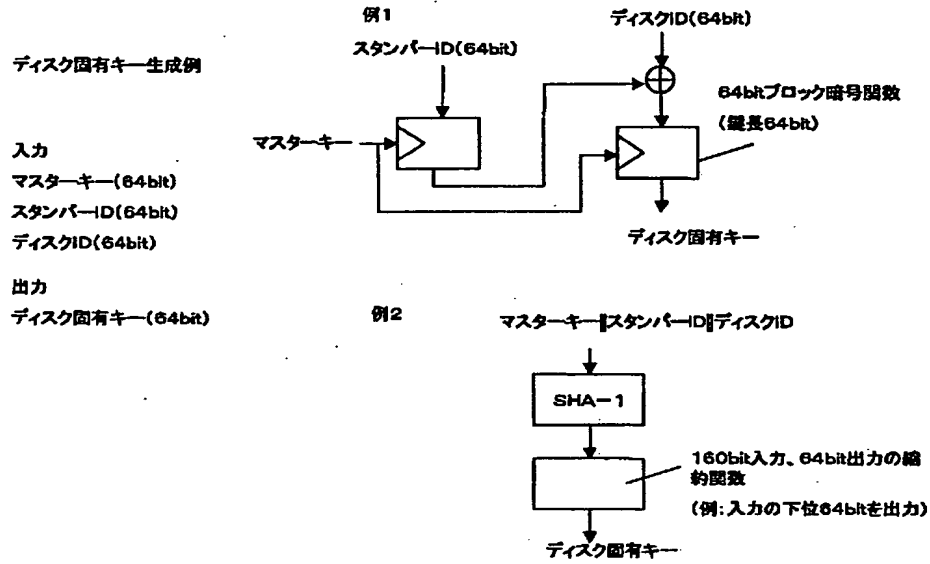 ディスク固有キー生成例
入力
マスターキー(64bit)
スタンパーID(64bit)
ディスクID(64bit)
出力
ディスク固有キー(64bit)
例1
スタンパーID(64bit)
ディスクID(64bit)
マスターキー
64bitブロック暗号関数
(鍵長64bit)
ディスク固有キー
例2
マスターキー||スタンパーID||ディスクID
SHA-1
160bit入力、64bit出力の縮
約関数
(例:入力の下位64bitを出力)
ディスク固有キー